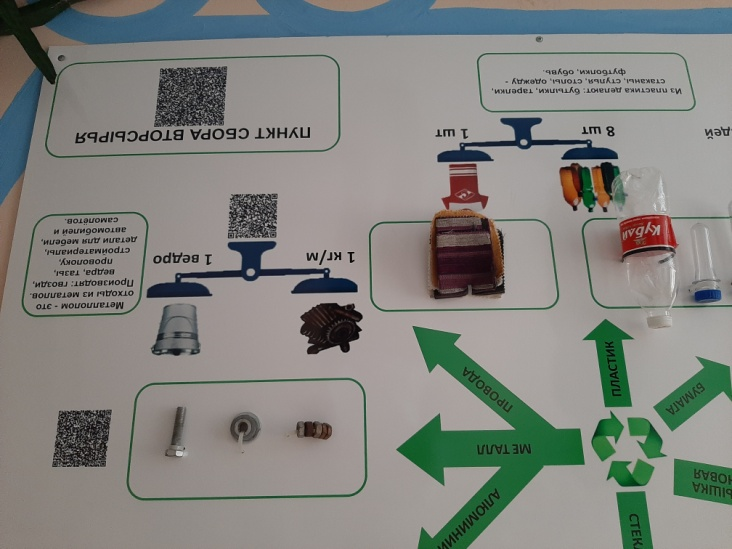 ПУНКТ СБОРА ВТОРСЫРЬЯ
Из пластика делают: бутылки, тарелки,
стаканы, стулья, столы, одежду -
футболки, обувь.
8 шт
1 шт
Металлолом - это
отходы из металлов.
Производят: гвозди,
ведра, тазы,
проволоку,
стройматериалы,
детали для мебели,
автомобилей и
самолетов.
1 кг/м
1 ведро
Кубай
ПЛАСТИК
БУМАГА
ПРОВОДА
МЕТАЛЛ
АЛЮМИНИЙ